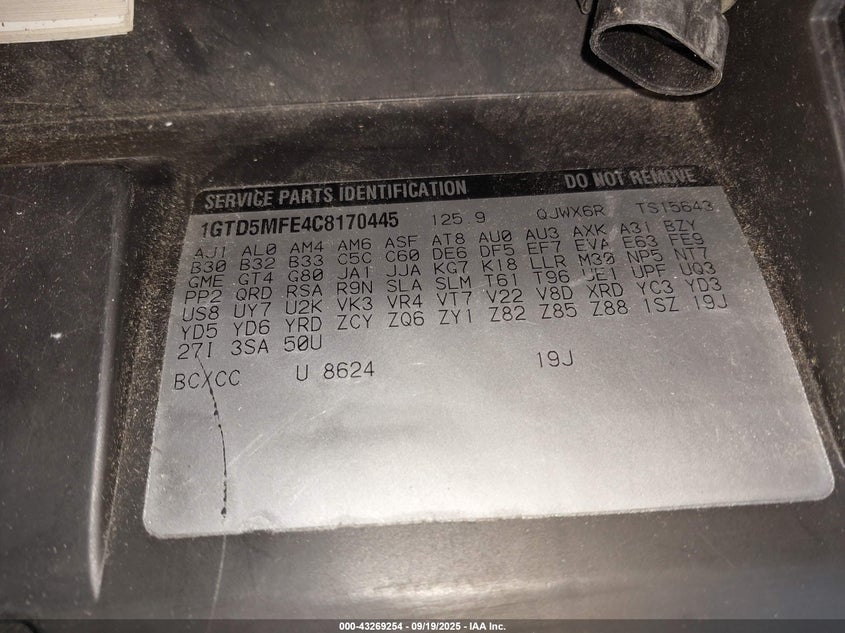 SERVICE PARTS IDENTIFICATION DO NOT REMOVE
1GTD5MFE4C8170445 125.9 QJWX6R TS15643
AJ1 AL0 AM4 AM6 ASF AT8 AU0 AU3 AXK A31 BZY
B30 B32 B33 C5C C60 DE6 DF5 EF7 EVA E63 FE9
GME GT4 G80 JA1 JJA KG7 K18 LLR M30 NP5 NT7
PP2 QRD RSA R9N SLA SLM T61 T96 UE1 UPF UQ3
US8 UY7 U2K VK3 VR4 VT7 V22 V8D XRD YC3 YD3
YD5 YD6 YRD ZCY ZQ6 ZY1 Z82 Z85 Z88 1SZ 19J
27I 3SA 50U
BCXCC U 8624 19J
000-43269254 - 09/19/2025 - IAA Inc.